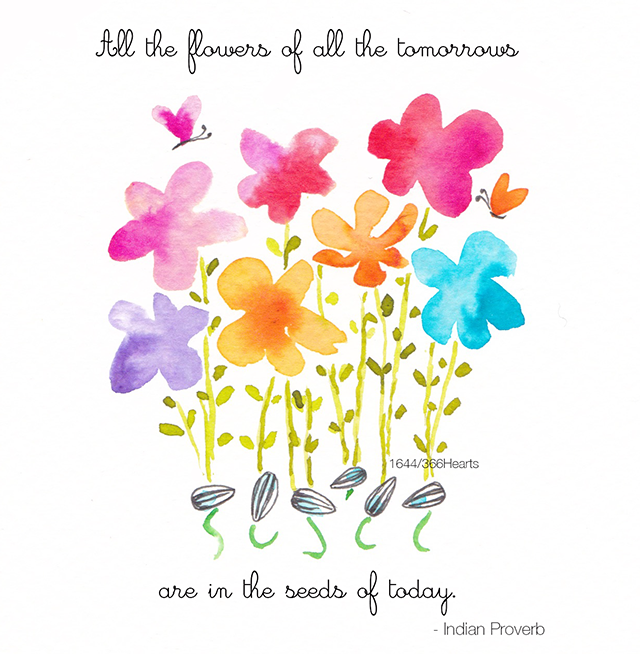 All the flowers of all the tomorrows
1644/366Hearts
are in the seeds of today.
- Indian Proverb